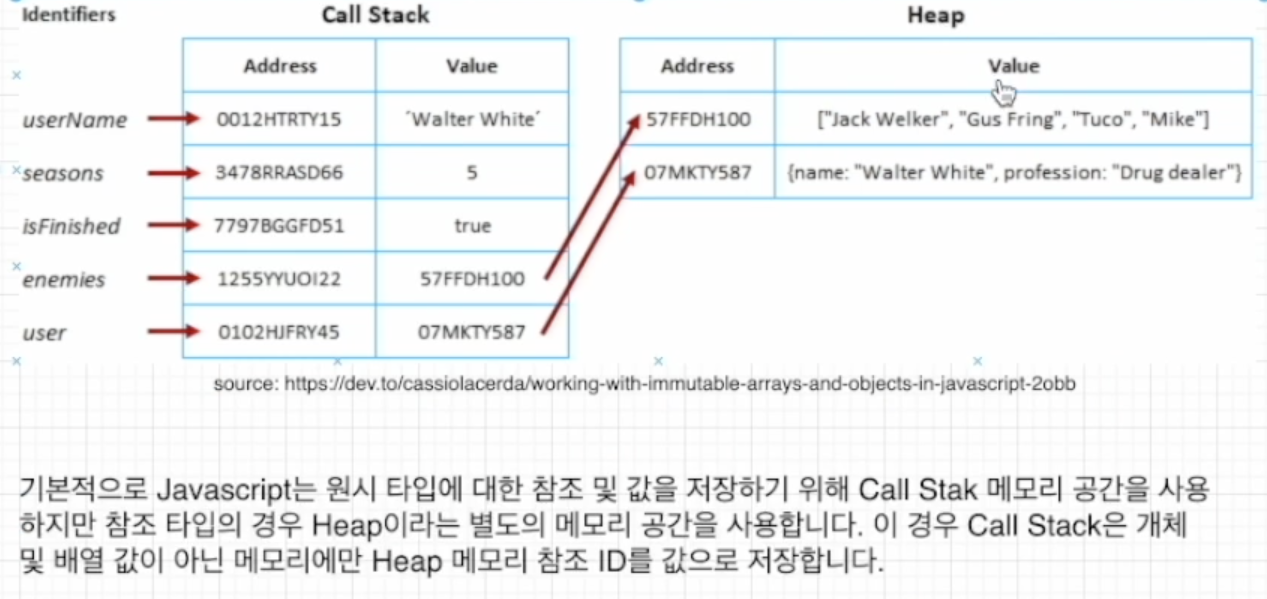 Identifiers Call Stack Heap
Address Value Address Value
userName 0012HTRTY15 ´Walter White´ 57FFDH100 ["Jack Welker", "Gus Fring", "Tuco", "Mike"]
seasons 3478RRASD66 5 07MKTY587 {name: "Walter White", profession: "Drug dealer"}
isFinished 7797BGGFD51 true
enemies 1255YYUOI22 57FFDH100
user 0102HJFRY45 07MKTY587
source: https://dev.to/cassiolacerda/working-with-immutable-arrays-and-objects-in-javascript-2obb
기본적으로 Javascript는 원시 타입에 대한 참조 및 값을 저장하기 위해 Call Stak 메모리 공간을 사용
하지만 참조 타입의 경우 Heap이라는 별도의 메모리 공간을 사용합니다. 이 경우 Call Stack은 개체
및 배열 값이 아닌 메모리에만 Heap 메모리 참조 ID를 값으로 저장합니다.